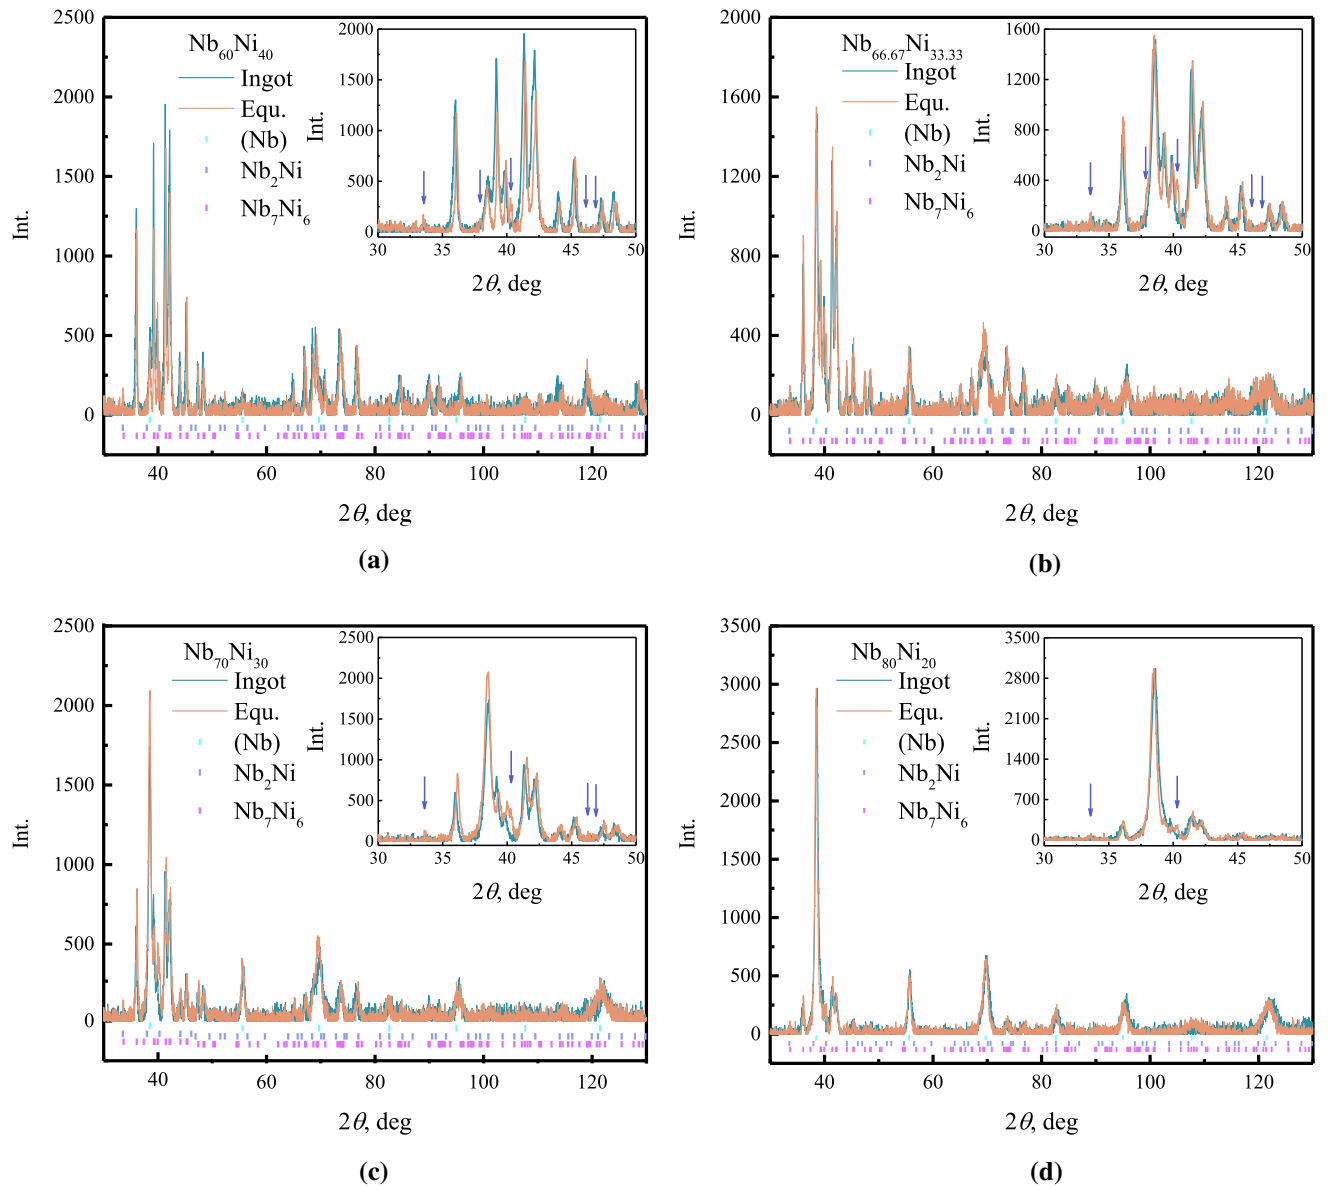 Nb60Ni40
Ingot
Equ.
(Nb)
Nb2Ni
Nb7Ni6
Int.
2500
2000
1500
1000
500
0
40 60 80 100 120
2θ, deg
Int.
2000
1500
1000
500
0
30 35 40 45 50
2θ, deg
(a)
Nb66.67Ni33.33
Ingot
Equ.
(Nb)
Nb2Ni
Nb7Ni6
Int.
2000
1600
1200
800
400
0
40 60 80 100 120
2θ, deg
Int.
1600
1200
800
400
0
30 35 40 45 50
2θ, deg
(b)
Nb70Ni30
Ingot
Equ.
(Nb)
Nb2Ni
Nb7Ni6
Int.
2500
2000
1500
1000
500
0
40 60 80 100 120
2θ, deg
Int.
2500
2000
1500
1000
500
0
30 35 40 45 50
2θ, deg
(c)
Nb80Ni20
Ingot
Equ.
(Nb)
Nb2Ni
Nb7Ni6
Int.
3500
3000
2500
2000
1500
1000
500
0
40 60 80 100 120
2θ, deg
Int.
3500
2800
2100
1400
700
0
30 35 40 45 50
2θ, deg
(d)